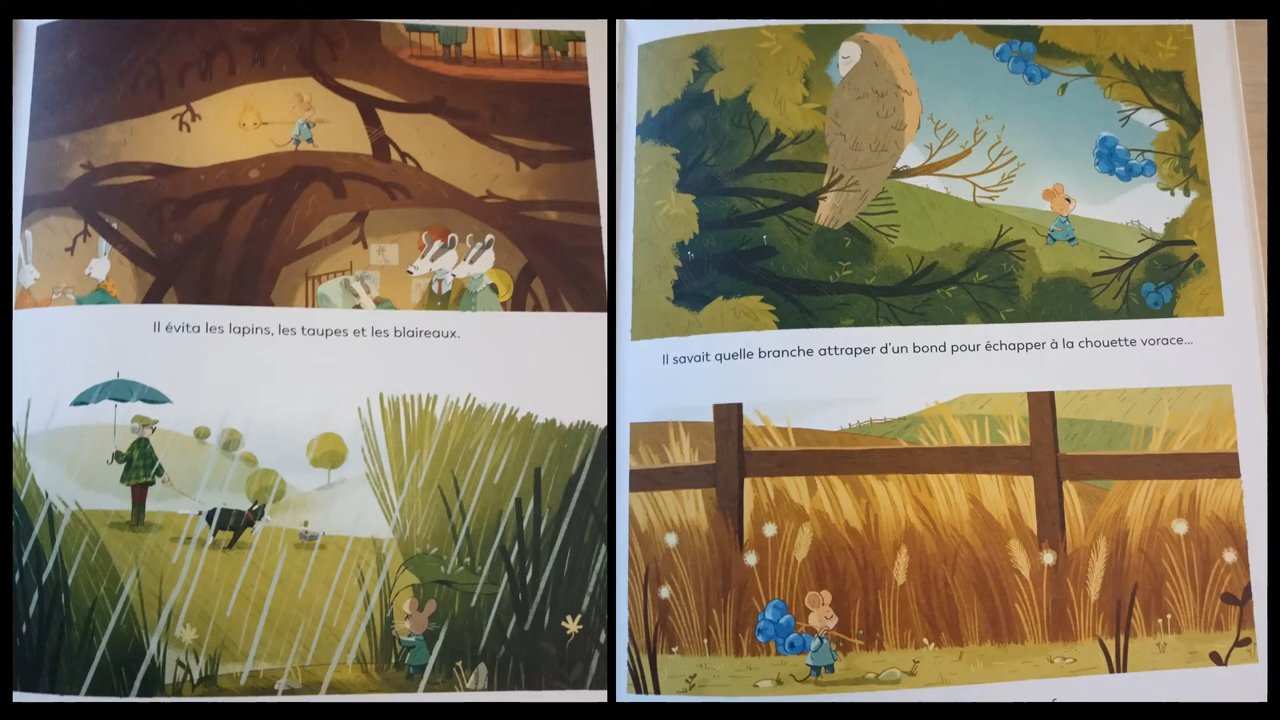 Il évita les lapins, les taupes et les blaireaux.
Il savait quelle branche attraper d'un bond pour échapper à la chouette vorace...